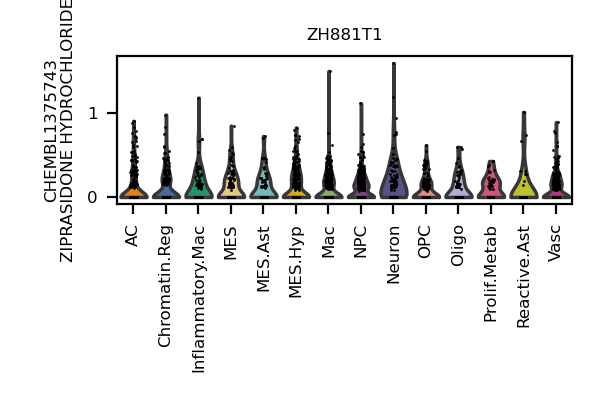 ZH881T1
CHEMBL1375743
ZIPRASIDONE HYDROCHLORIDE
1
0
AC
Chromatin.Reg
Inflammatory.Mac
MES
MES.Ast
MES.Hyp
Mac
NPC
Neuron
OPC
Oligo
Prolif.Metab
Reactive.Ast
Vasc